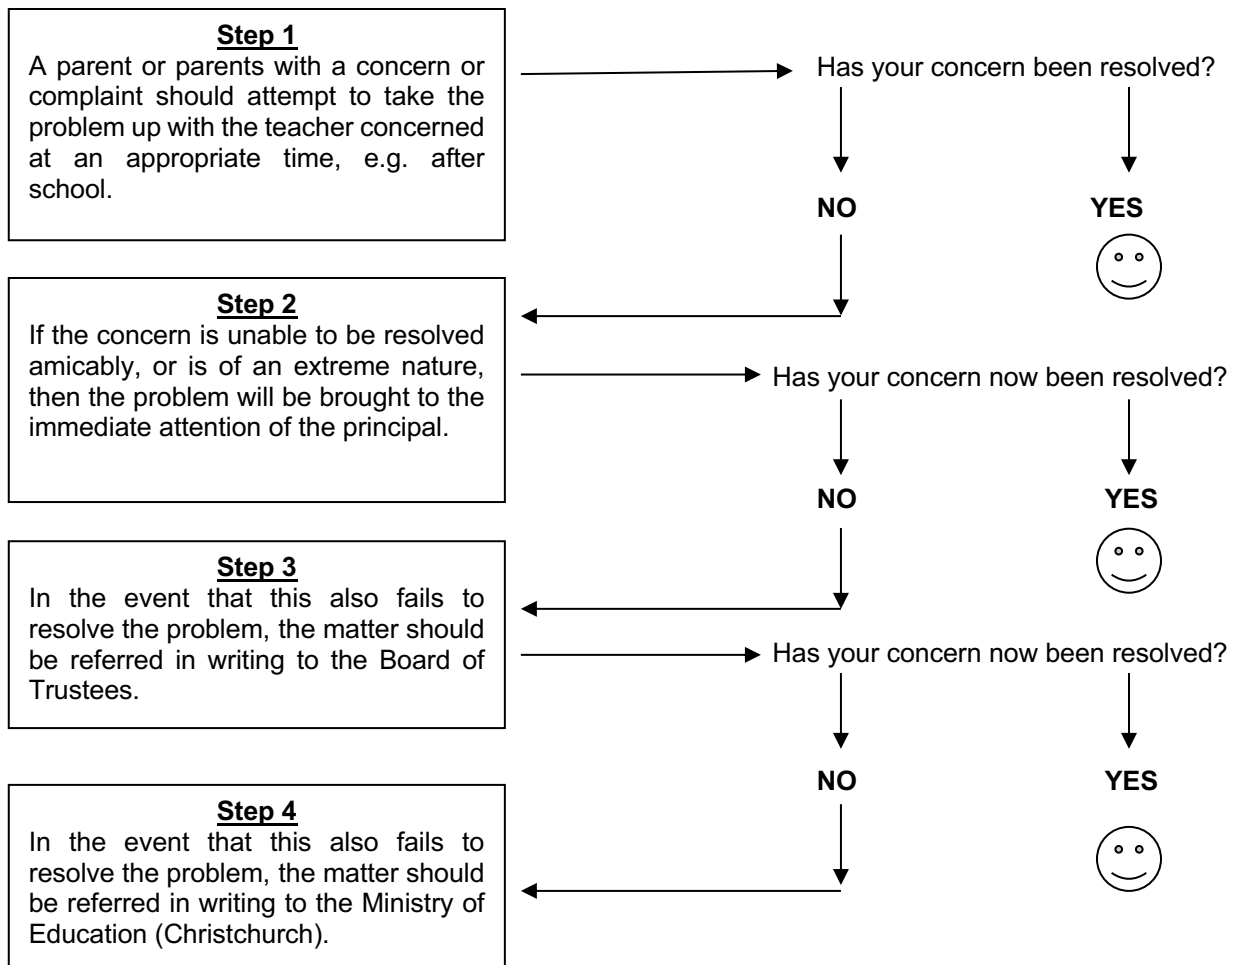 Step 1
A parent or parents with a concern or
complaint should attempt to take the
problem up with the teacher concerned
at an appropriate time, e.g. after
school.
Has your concern been resolved?
NO
YES
Step 2
If the concern is unable to be resolved
amicably, or is of an extreme nature,
then the problem will be brought to the
immediate attention of the principal.
Has your concern now been resolved?
NO
YES
Step 3
In the event that this also fails to
resolve the problem, the matter should
be referred in writing to the Board of
Trustees.
Has your concern now been resolved?
NO
YES
Step 4
In the event that this also fails to
resolve the problem, the matter should
be referred in writing to the Ministry of
Education (Christchurch).